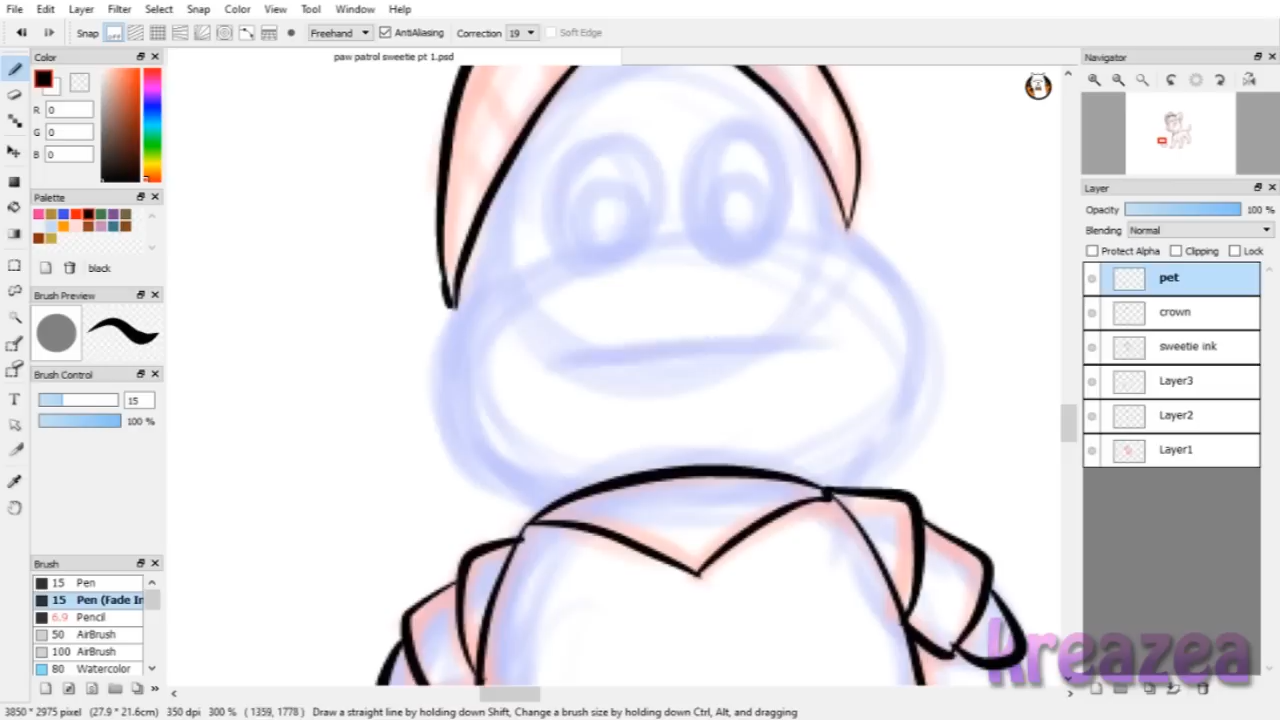 File Edit Layer Filter Select Snap Color View Tool Window Help
Snap OFF Freehand AntiAliasing Correction 19 Soft Edge
Color paw patrol sweetie pt 1.psd Navigator
R 0
G 0
B 0
Palette
Layer
Opacity 100 %
Blending Normal
Protect Alpha Clipping Lock
black
pet
Brush Preview
crown
sweetie ink
Brush Control
Layer3
15
100 %
Layer2
Layer1
Brush
15 Pen
15 Pen (Fade In
6.9 Pencil
50 AirBrush
100 AirBrush
80 Watercolor
kreazea
3850 * 2975 pixel (27.9 * 21.6cm) 350 dpi 300 % ( 1359, 1778 ) Draw a straight line by holding down Shift, Change a brush size by holding down Ctrl, Alt, and dragging